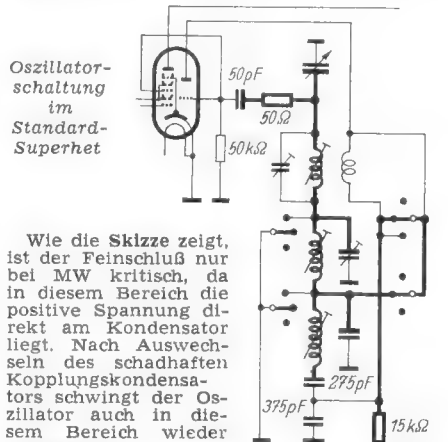 Oszillator-
schaltung
im
Standard-
Superhet
50pF
50Ω
50kΩ
Wie die Skizze zeigt,
ist der Feinschluß nur
bei MW kritisch, da
in diesem Bereich die
positive Spannung di-
rekt am Kondensator
liegt. Nach Auswech-
seln des schadhaften
Kopplungskondensa-
tors schwingt der Os-
zillator auch in die-
sem Bereich wieder
275pF
375pF
15kΩ